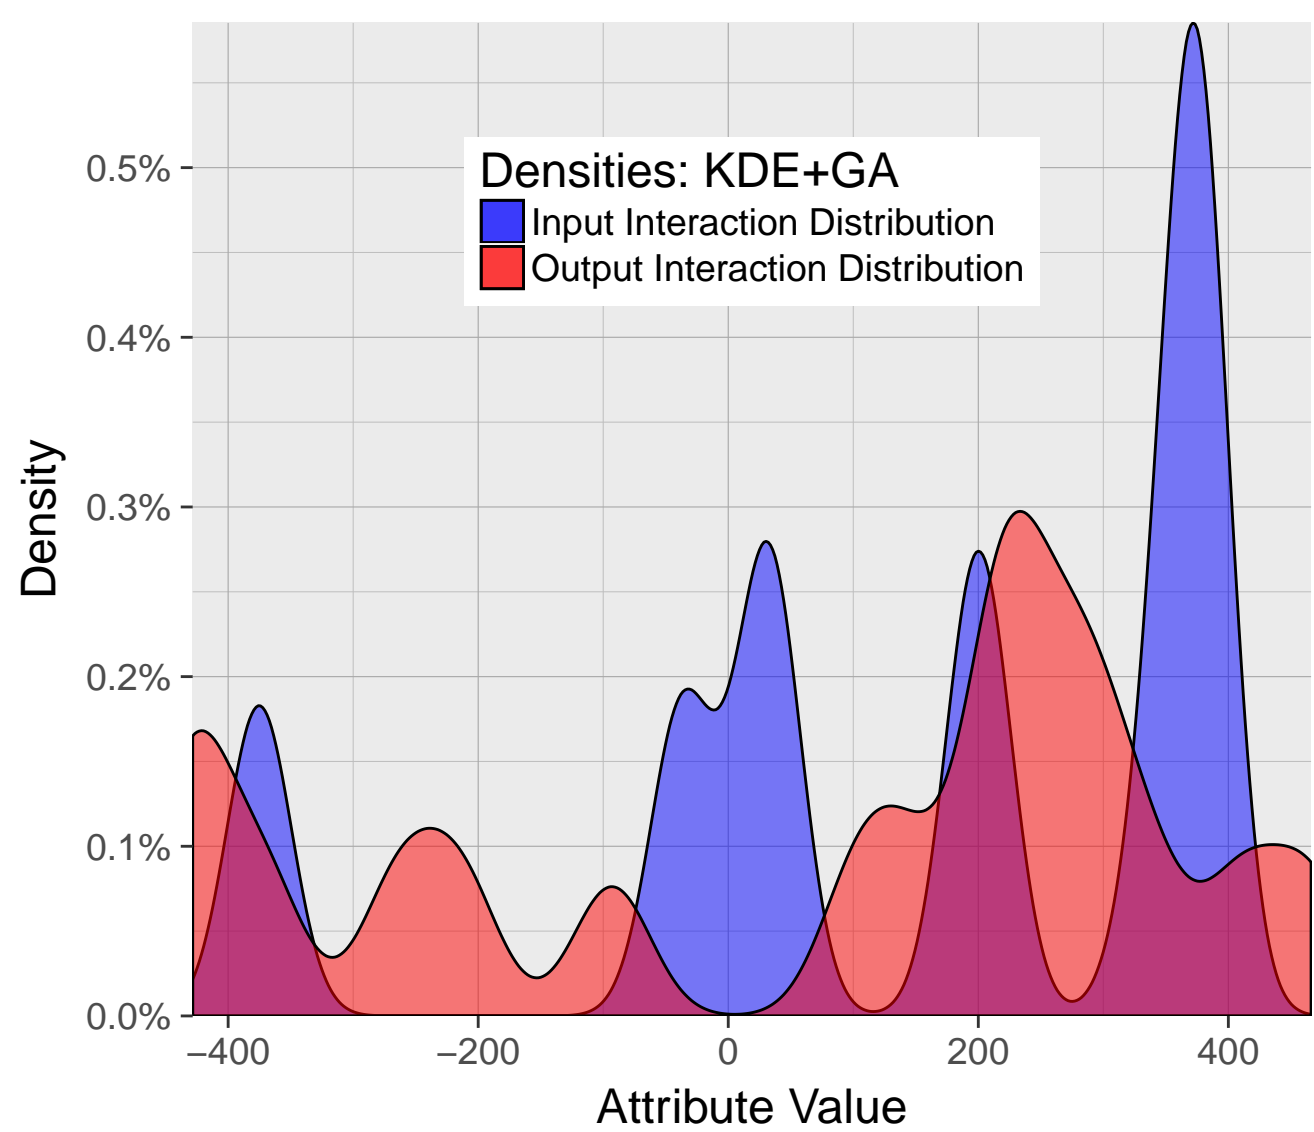 Densities: KDE+GA
Input Interaction Distribution
Output Interaction Distribution
0.5%
0.4%
0.3%
0.2%
0.1%
0.0%
Density
−400
−200
0
200
400
Attribute Value